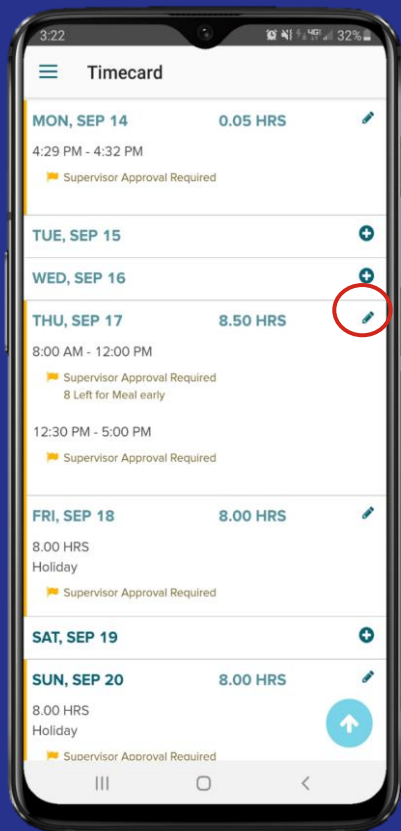 3:22
32%
Timecard
MON, SEP 14 0.05 HRS
4:29 PM - 4:32 PM
Supervisor Approval Required
TUE, SEP 15
WED, SEP 16
THU, SEP 17 8.50 HRS
8:00 AM - 12:00 PM
Supervisor Approval Required
8 Left for Meal early
12:30 PM - 5:00 PM
Supervisor Approval Required
FRI, SEP 18 8.00 HRS
8.00 HRS
Holiday
Supervisor Approval Required
SAT, SEP 19
SUN, SEP 20 8.00 HRS
8.00 HRS
Holiday
Supervisor Approval Required